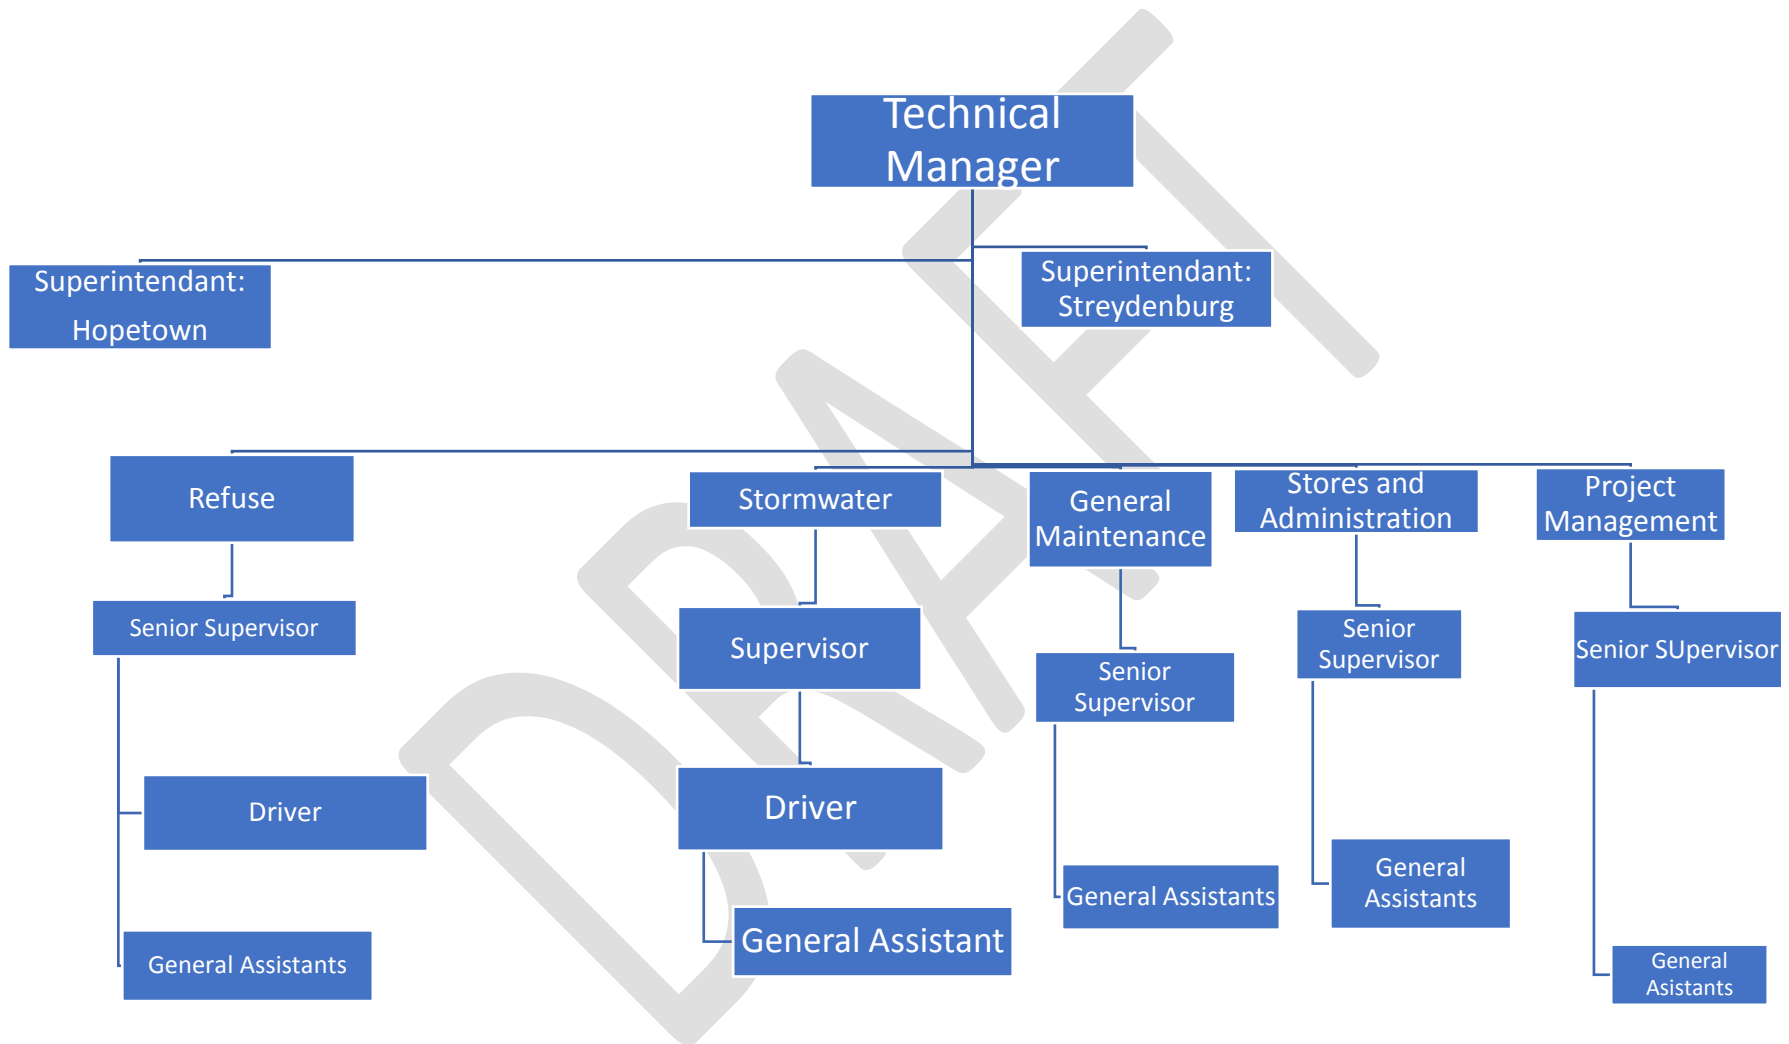 Technical
Manager
Superintendant:
Hopetown
Superintendant:
Streydenburg
Refuse
Stormwater
General
Maintenance
Stores and
Administration
Project
Management
Senior Supervisor
Supervisor
Senior
Supervisor
Senior
Supervisor
Senior SUpervisor
Driver
Driver
General Assistants
General Assistant
General Assistants
General
Assistants
General
Asistants
DRAFT